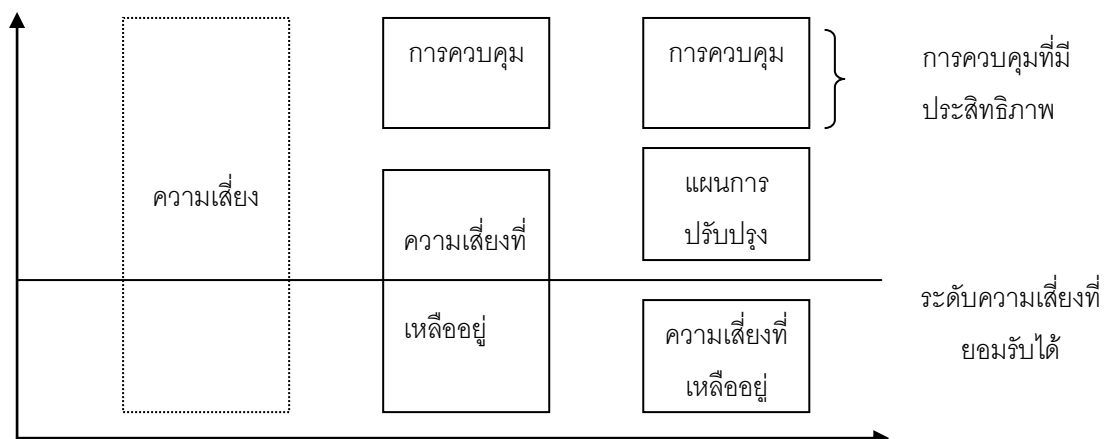 ความเสี่ยง
การควบคุม
ความเสี่ยงที่
เหลืออยู่
การควบคุม
แผนการ
ปรับปรุง
ความเสี่ยงที่
เหลืออยู่
การควบคุมที่มี
ประสิทธิภาพ
ระดับความเสี่ยงที่
ยอมรับได้